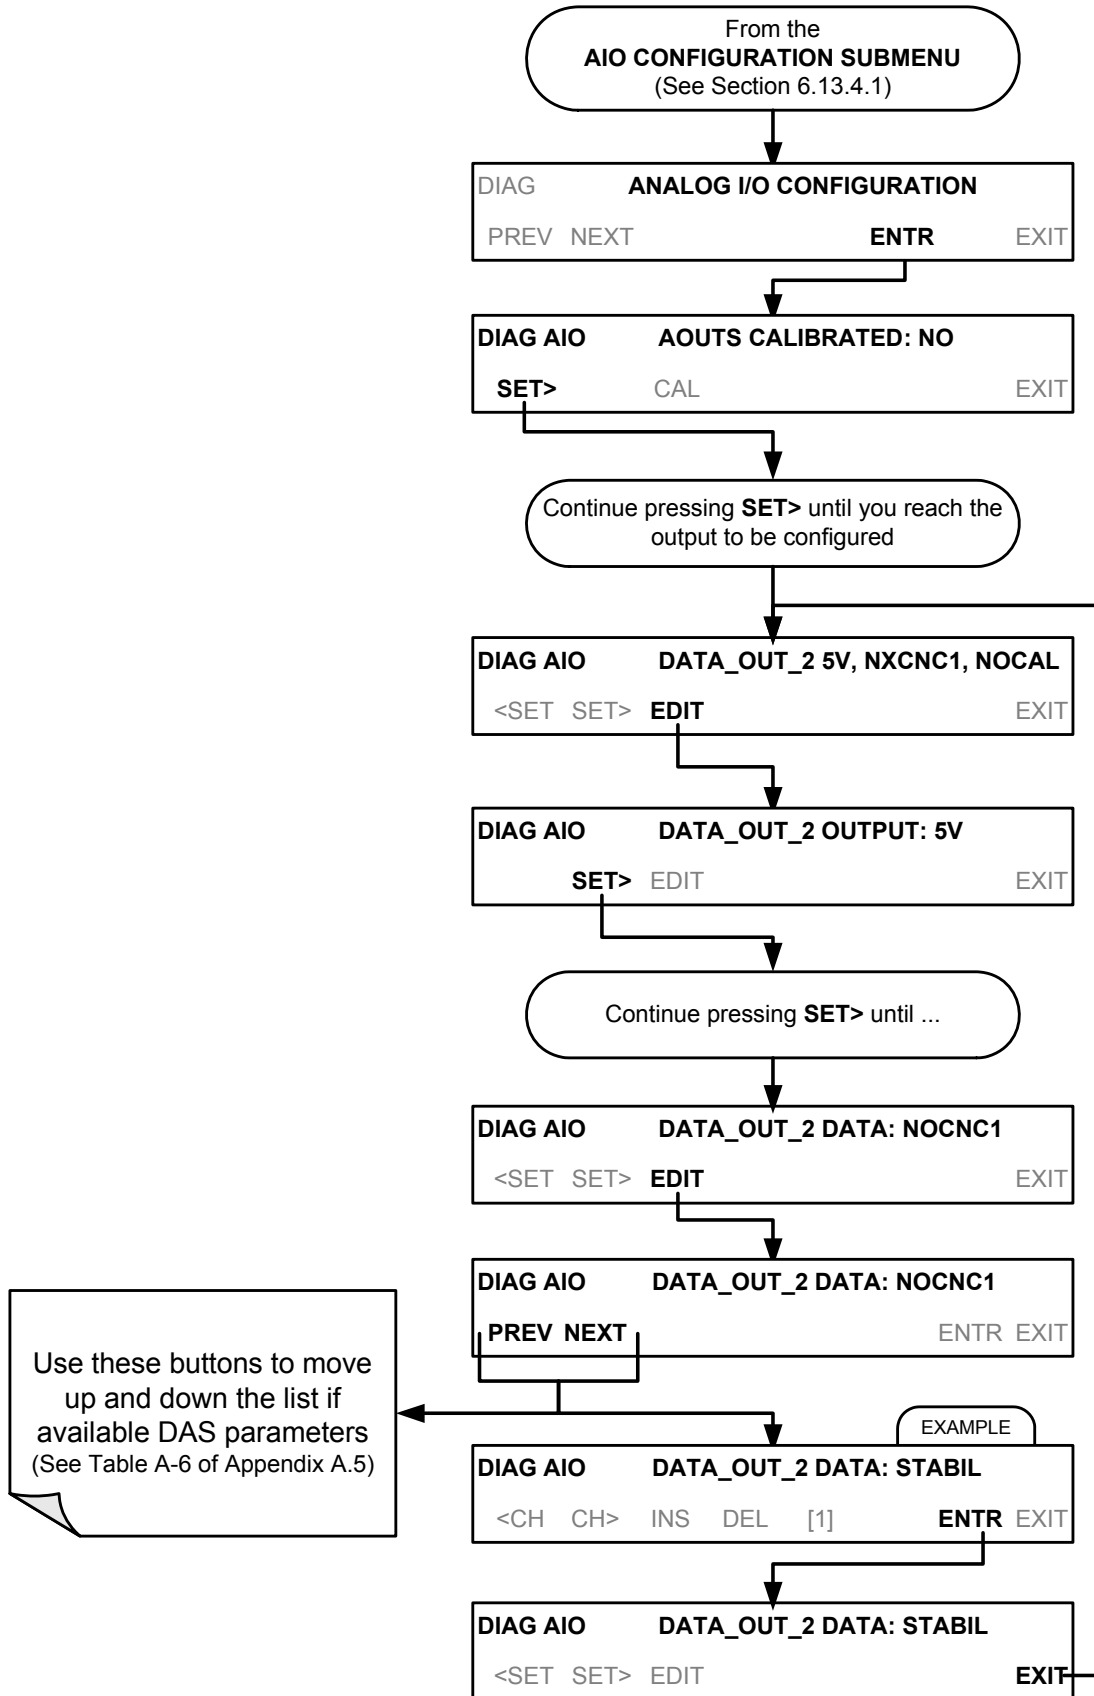 From the
AIO CONFIGURATION SUBMENU
(See Section 6.13.4.1)
DIAG ANALOG I/O CONFIGURATION
PREV NEXT ENTR EXIT
DIAG AIO AOUTS CALIBRATED: NO
SET> CAL EXIT
Continue pressing SET> until you reach the
output to be configured
DIAG AIO DATA_OUT_2 5V, NXCNC1, NOCAL
<SET SET> EDIT EXIT
DIAG AIO DATA_OUT_2 OUTPUT: 5V
SET> EDIT EXIT
Continue pressing SET> until ...
DIAG AIO DATA_OUT_2 DATA: NOCNC1
<SET SET> EDIT EXIT
DIAG AIO DATA_OUT_2 DATA: NOCNC1
PREV NEXT ENTR EXIT
Use these buttons to move
up and down the list if
available DAS parameters
(See Table A-6 of Appendix A.5)
EXAMPLE
DIAG AIO DATA_OUT_2 DATA: STABIL
<CH CH> INS DEL [1] ENTR EXIT
DIAG AIO DATA_OUT_2 DATA: STABIL
<SET SET> EDIT EXIT